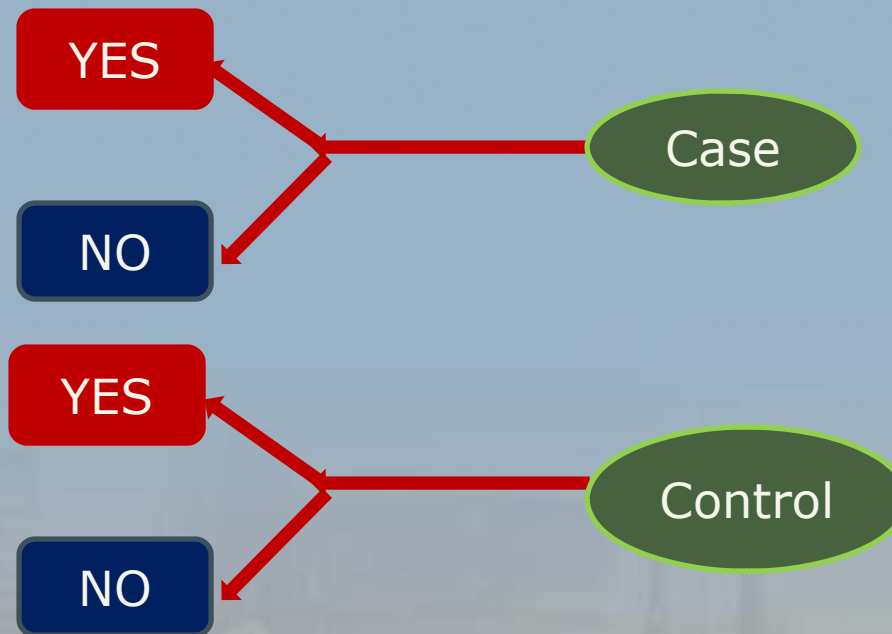 YES
Case
NO
YES
Control
NO